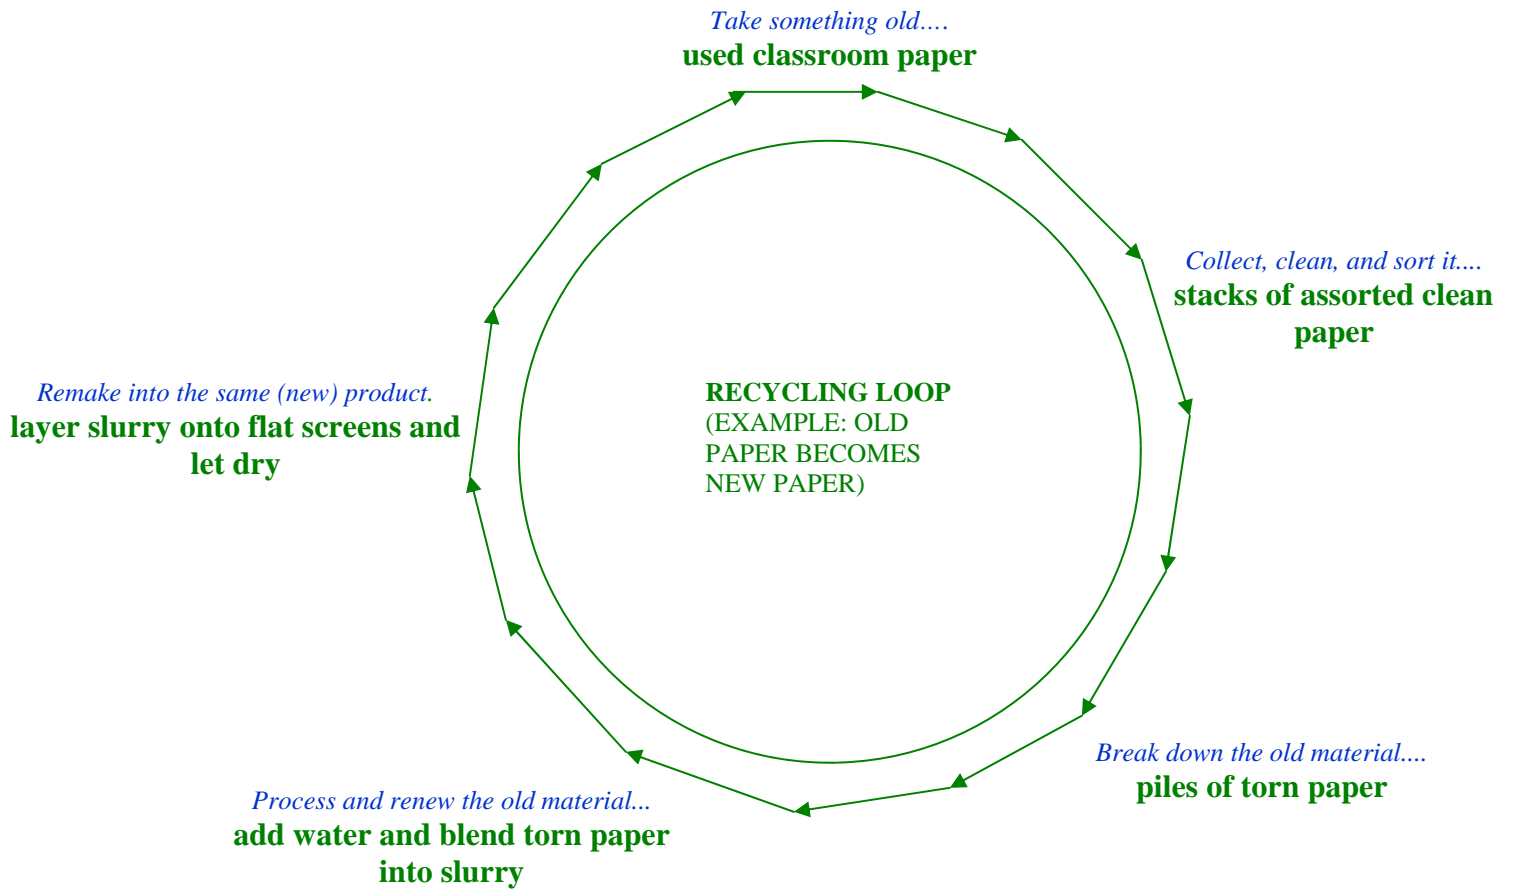 Take something old....
used classroom paper
Collect, clean, and sort it....
stacks of assorted clean
paper
RECYCLING LOOP
(EXAMPLE: OLD
PAPER BECOMES
NEW PAPER)
Remake into the same (new) product.
layer slurry onto flat screens and
let dry
Break down the old material....
piles of torn paper
Process and renew the old material...
add water and blend torn paper
into slurry